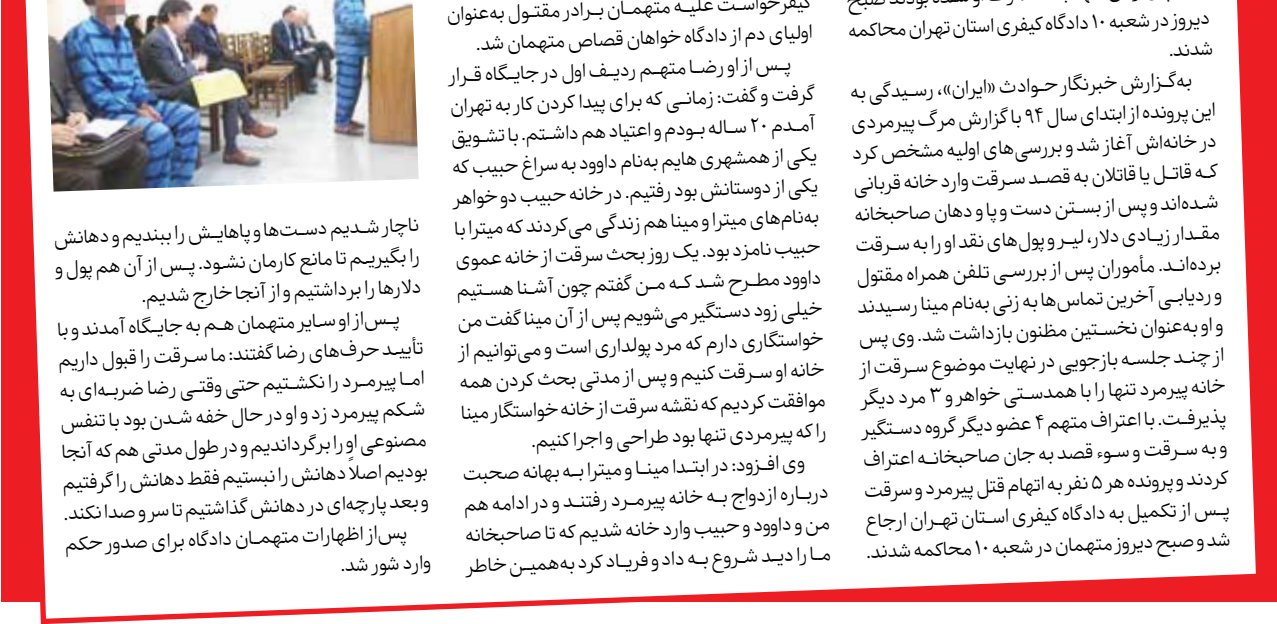 دیروز در شعبه ۱۰ دادگاه کیفری استان تهران محاکمه
شدند.
به‌گزارش خبرنگار حوادث «ایران»، رسیدگی به
این پرونده از ابتدای سال ۹۴ با گزارش مرگ پیرمردی
در خانه‌اش آغاز شد و بررسی‌های اولیه مشخص کرد
که قاتل یا قاتلان به قصد سرقت وارد خانه قربانی
شده‌اند و پس از بستن دست و پا و دهان صاحبخانه
مقدار زیادی دلار، لیر و پول‌های نقد او را به سرقت
برده‌اند. مأموران پس از بررسی تلفن همراه مقتول
و ردیابی آخرین تماس‌ها به زنی به‌نام مینا رسیدند
و او به‌عنوان نخستین مظنون بازداشت شد. وی پس
از چند جلسه بازجویی در نهایت موضوع سرقت از
خانه پیرمرد تنها را با همدستی خواهر و ۳ مرد دیگر
پذیرفت. با اعتراف متهم ۴ عضو دیگر گروه دستگیر
و به سرقت و سوء قصد به جان صاحبخانه اعتراف
کردند و پرونده هر ۵ نفر به اتهام قتل پیرمرد و سرقت
پس از تکمیل به دادگاه کیفری استان تهران ارجاع
شد و صبح دیروز متهمان در شعبه ۱۰ محاکمه شدند.
کیفرخواست علیه متهمان برادر مقتول به‌عنوان
اولیای دم از دادگاه خواهان قصاص متهمان شد.
پس از او رضا متهم ردیف اول در جایگاه قرار
گرفت و گفت: زمانی که برای پیدا کردن کار به تهران
آمدم ۲۰ ساله بودم و اعتیاد هم داشتم. با تشویق
یکی از همشهری هایم به‌نام داوود به سراغ حبیب که
یکی از دوستانش بود رفتیم. در خانه حبیب دو خواهر
به‌نام‌های میترا و مینا هم زندگی می‌کردند که میترا با
حبیب نامزد بود. یک روز بحث سرقت از خانه عموی
داوود مطرح شد که من گفتم چون آشنا هستیم
خیلی زود دستگیر می‌شویم پس از آن مینا گفت من
خواستگاری دارم که مرد پولداری است و می‌توانیم از
خانه او سرقت کنیم و پس از مدتی بحث کردن همه
موافقت کردیم که نقشه سرقت از خانه خواستگار مینا
را که پیرمردی تنها بود طراحی و اجرا کنیم.
وی افزود: در ابتدا مینا و میترا به بهانه صحبت
درباره ازدواج به خانه پیرمرد رفتند و در ادامه هم
من و داوود و حبیب وارد خانه شدیم که تا صاحبخانه
ما را دید شروع به داد و فریاد کرد به‌همین خاطر
ناچار شدیم دست‌ها و پاهایش را ببندیم و دهانش
را بگیریم تا مانع کارمان نشود. پس از آن هم پول و
دلارها را برداشتیم و از آنجا خارج شدیم.
پس‌از او سایر متهمان هم به جایگاه آمدند و با
تأیید حرف‌های رضا گفتند: ما سرقت را قبول داریم
اما پیرمرد را نکشتیم حتی وقتی رضا ضربه‌ای به
شکم پیرمرد زد و او در حال خفه شدن بود با تنفس
مصنوعی او را برگرداندیم و در طول مدتی هم که آنجا
بودیم اصلاً دهانش را نبستیم فقط دهانش را گرفتیم
و بعد پارچه‌ای در دهانش گذاشتیم تا سر و صدا نکند.
پس‌از اظهارات متهمان دادگاه برای صدور حکم
وارد شور شد.